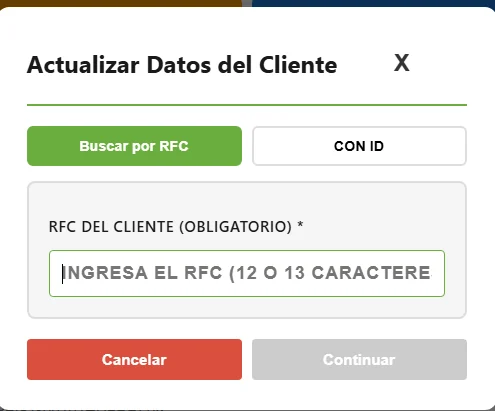 Actualizar Datos del Cliente X
Buscar por RFC CON ID
RFC DEL CLIENTE (OBLIGATORIO) *
INGRESA EL RFC (12 O 13 CARACTERE
Cancelar Continuar